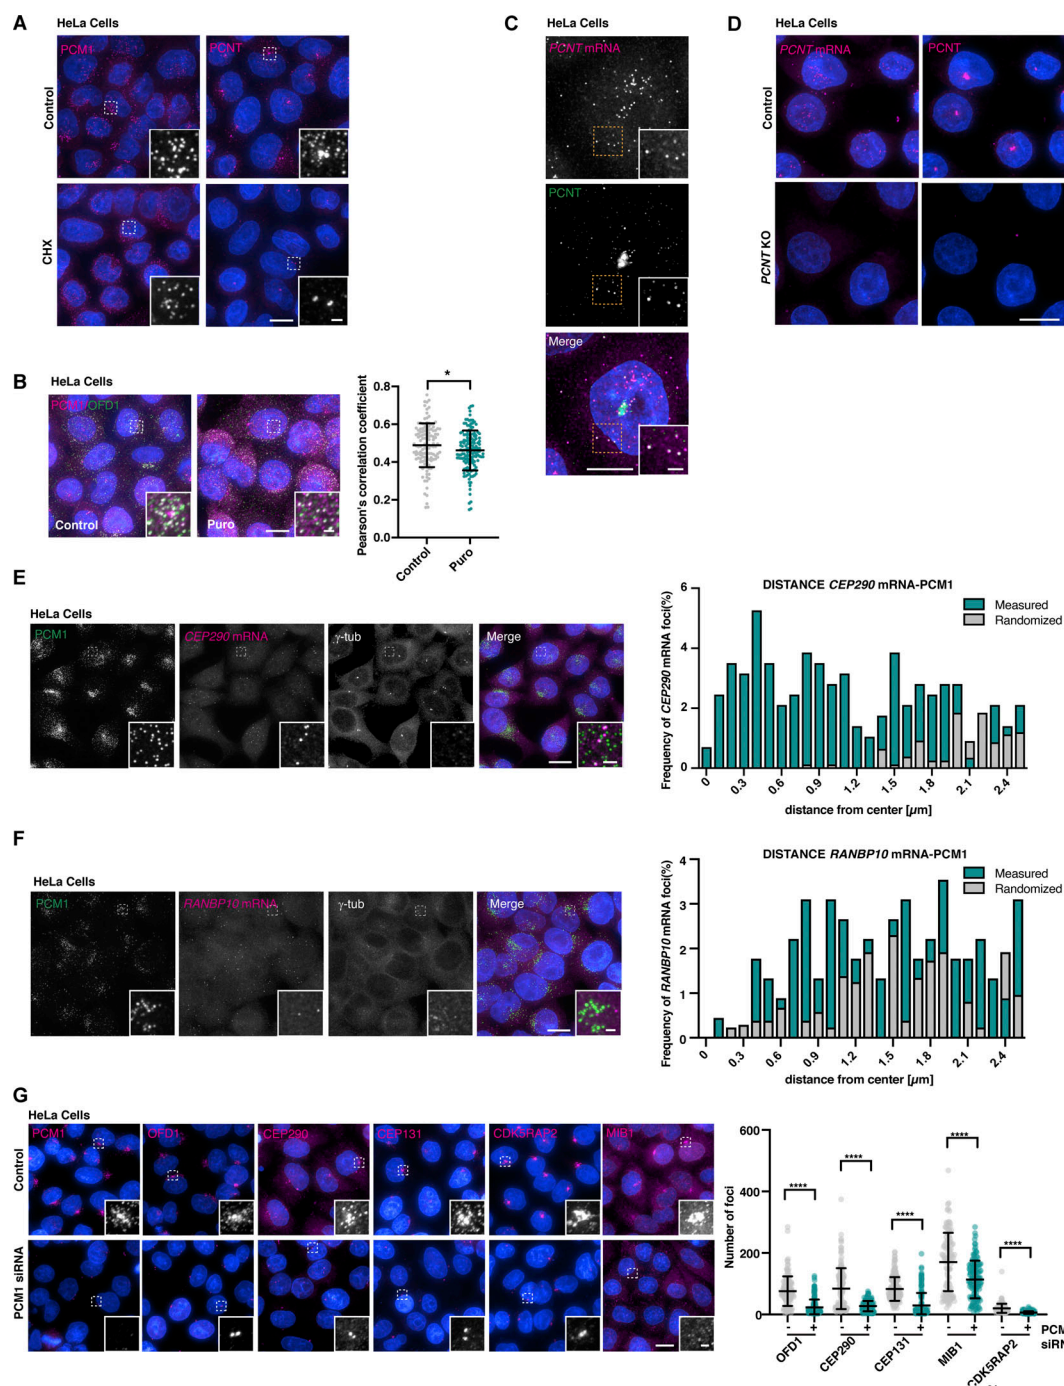 A
HeLa Cells
PCM1
PCNT
Control
CHX
B
HeLa Cells
OFD1
Control
Puro
Pearson's correlation coefficient
0.8
0.6
0.4
0.2
0.0
*
Control
Puro
C
HeLa Cells
PCNT mRNA
PCNT
Merge
D
HeLa Cells
PCNT mRNA
PCNT
Control
PCNT KO
E
HeLa Cells
PCM1
CEP290 mRNA
γ-tub
Merge
DISTANCE CEP290 mRNA-PCM1
Measured
Randomized
Frequency of CEP290 mRNA foci(%)
6
4
2
0
0 0.3 0.6 0.9 1.2 1.5 1.8 2.1 2.4
distance from center [µm]
F
HeLa Cells
PCM1
RANBP10 mRNA
γ-tub
Merge
DISTANCE RANBP10 mRNA-PCM1
Measured
Randomized
Frequency of RANBP10 mRNA foci(%)
4
3
2
1
0
0 0.3 0.6 0.9 1.2 1.5 1.8 2.1 2.4
distance from center [µm]
G
HeLa Cells
PCM1
OFD1
CEP290
CEP131
CDK5RAP2
MIB1
Control
PCM1 siRNA
Number of foci
600
400
200
0
**** **** **** **** ****
- + - + - + - + - +
PCM
siRN
OFD1
CEP290
CEP131
MIB1
CDK5RAP2